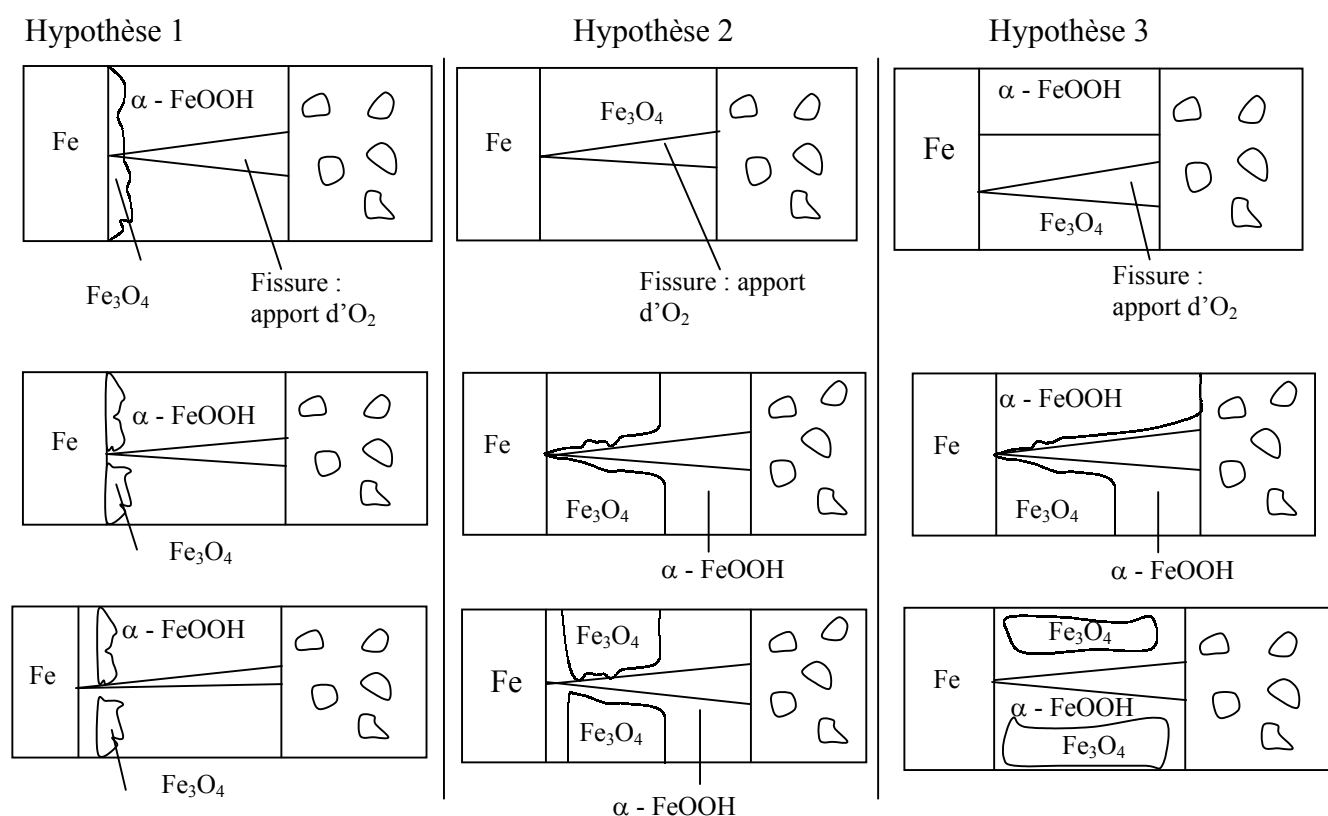 Hypothèse 1
Hypothèse 2
Hypothèse 3
α - FeOOH
Fe
Fe₃O₄
Fissure :
apport d’O₂
Fe₃O₄
Fe
Fissure : apport
d’O₂
α - FeOOH
Fe
Fe₃O₄
Fissure :
apport d’O₂
α - FeOOH
Fe
Fe₃O₄
Fe
Fe₃O₄
α - FeOOH
α - FeOOH
Fe
Fe₃O₄
α - FeOOH
α - FeOOH
Fe
Fe₃O₄
Fe₃O₄
Fe
Fe₃O₄
α - FeOOH
Fe₃O₄
Fe
α - FeOOH
Fe₃O₄